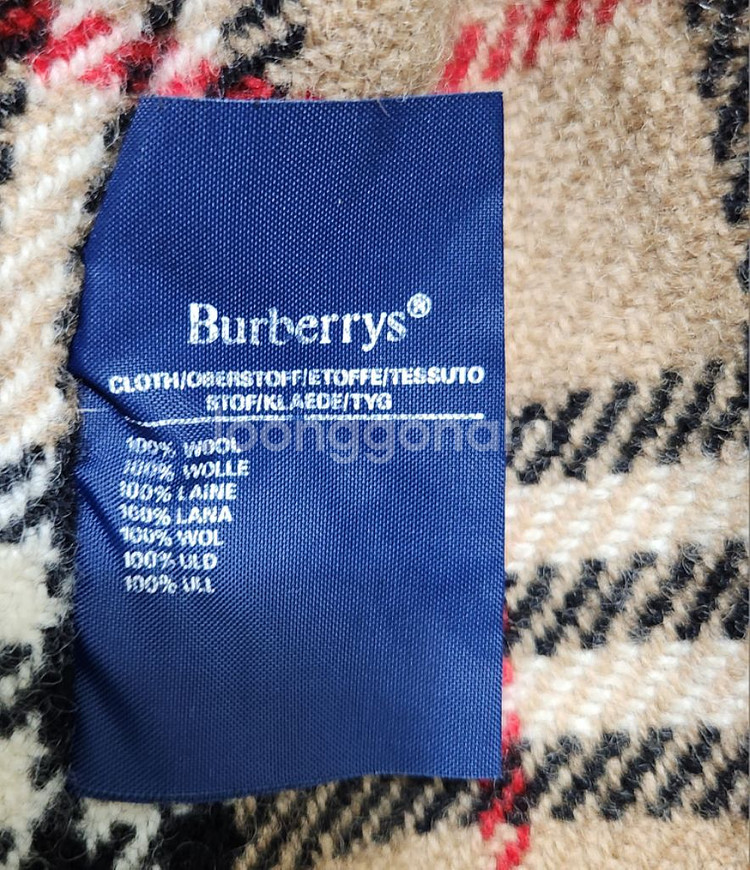 Burberrys®
CLOTH/OBERSTOFF/ETOFFE/TESSUTO
STOF/KLAEDE/TYG
joonggonara
100% WOOL
100% WOLLE
100% LAINE
100% LANA
100% WOL
100% ULD
100% ULL